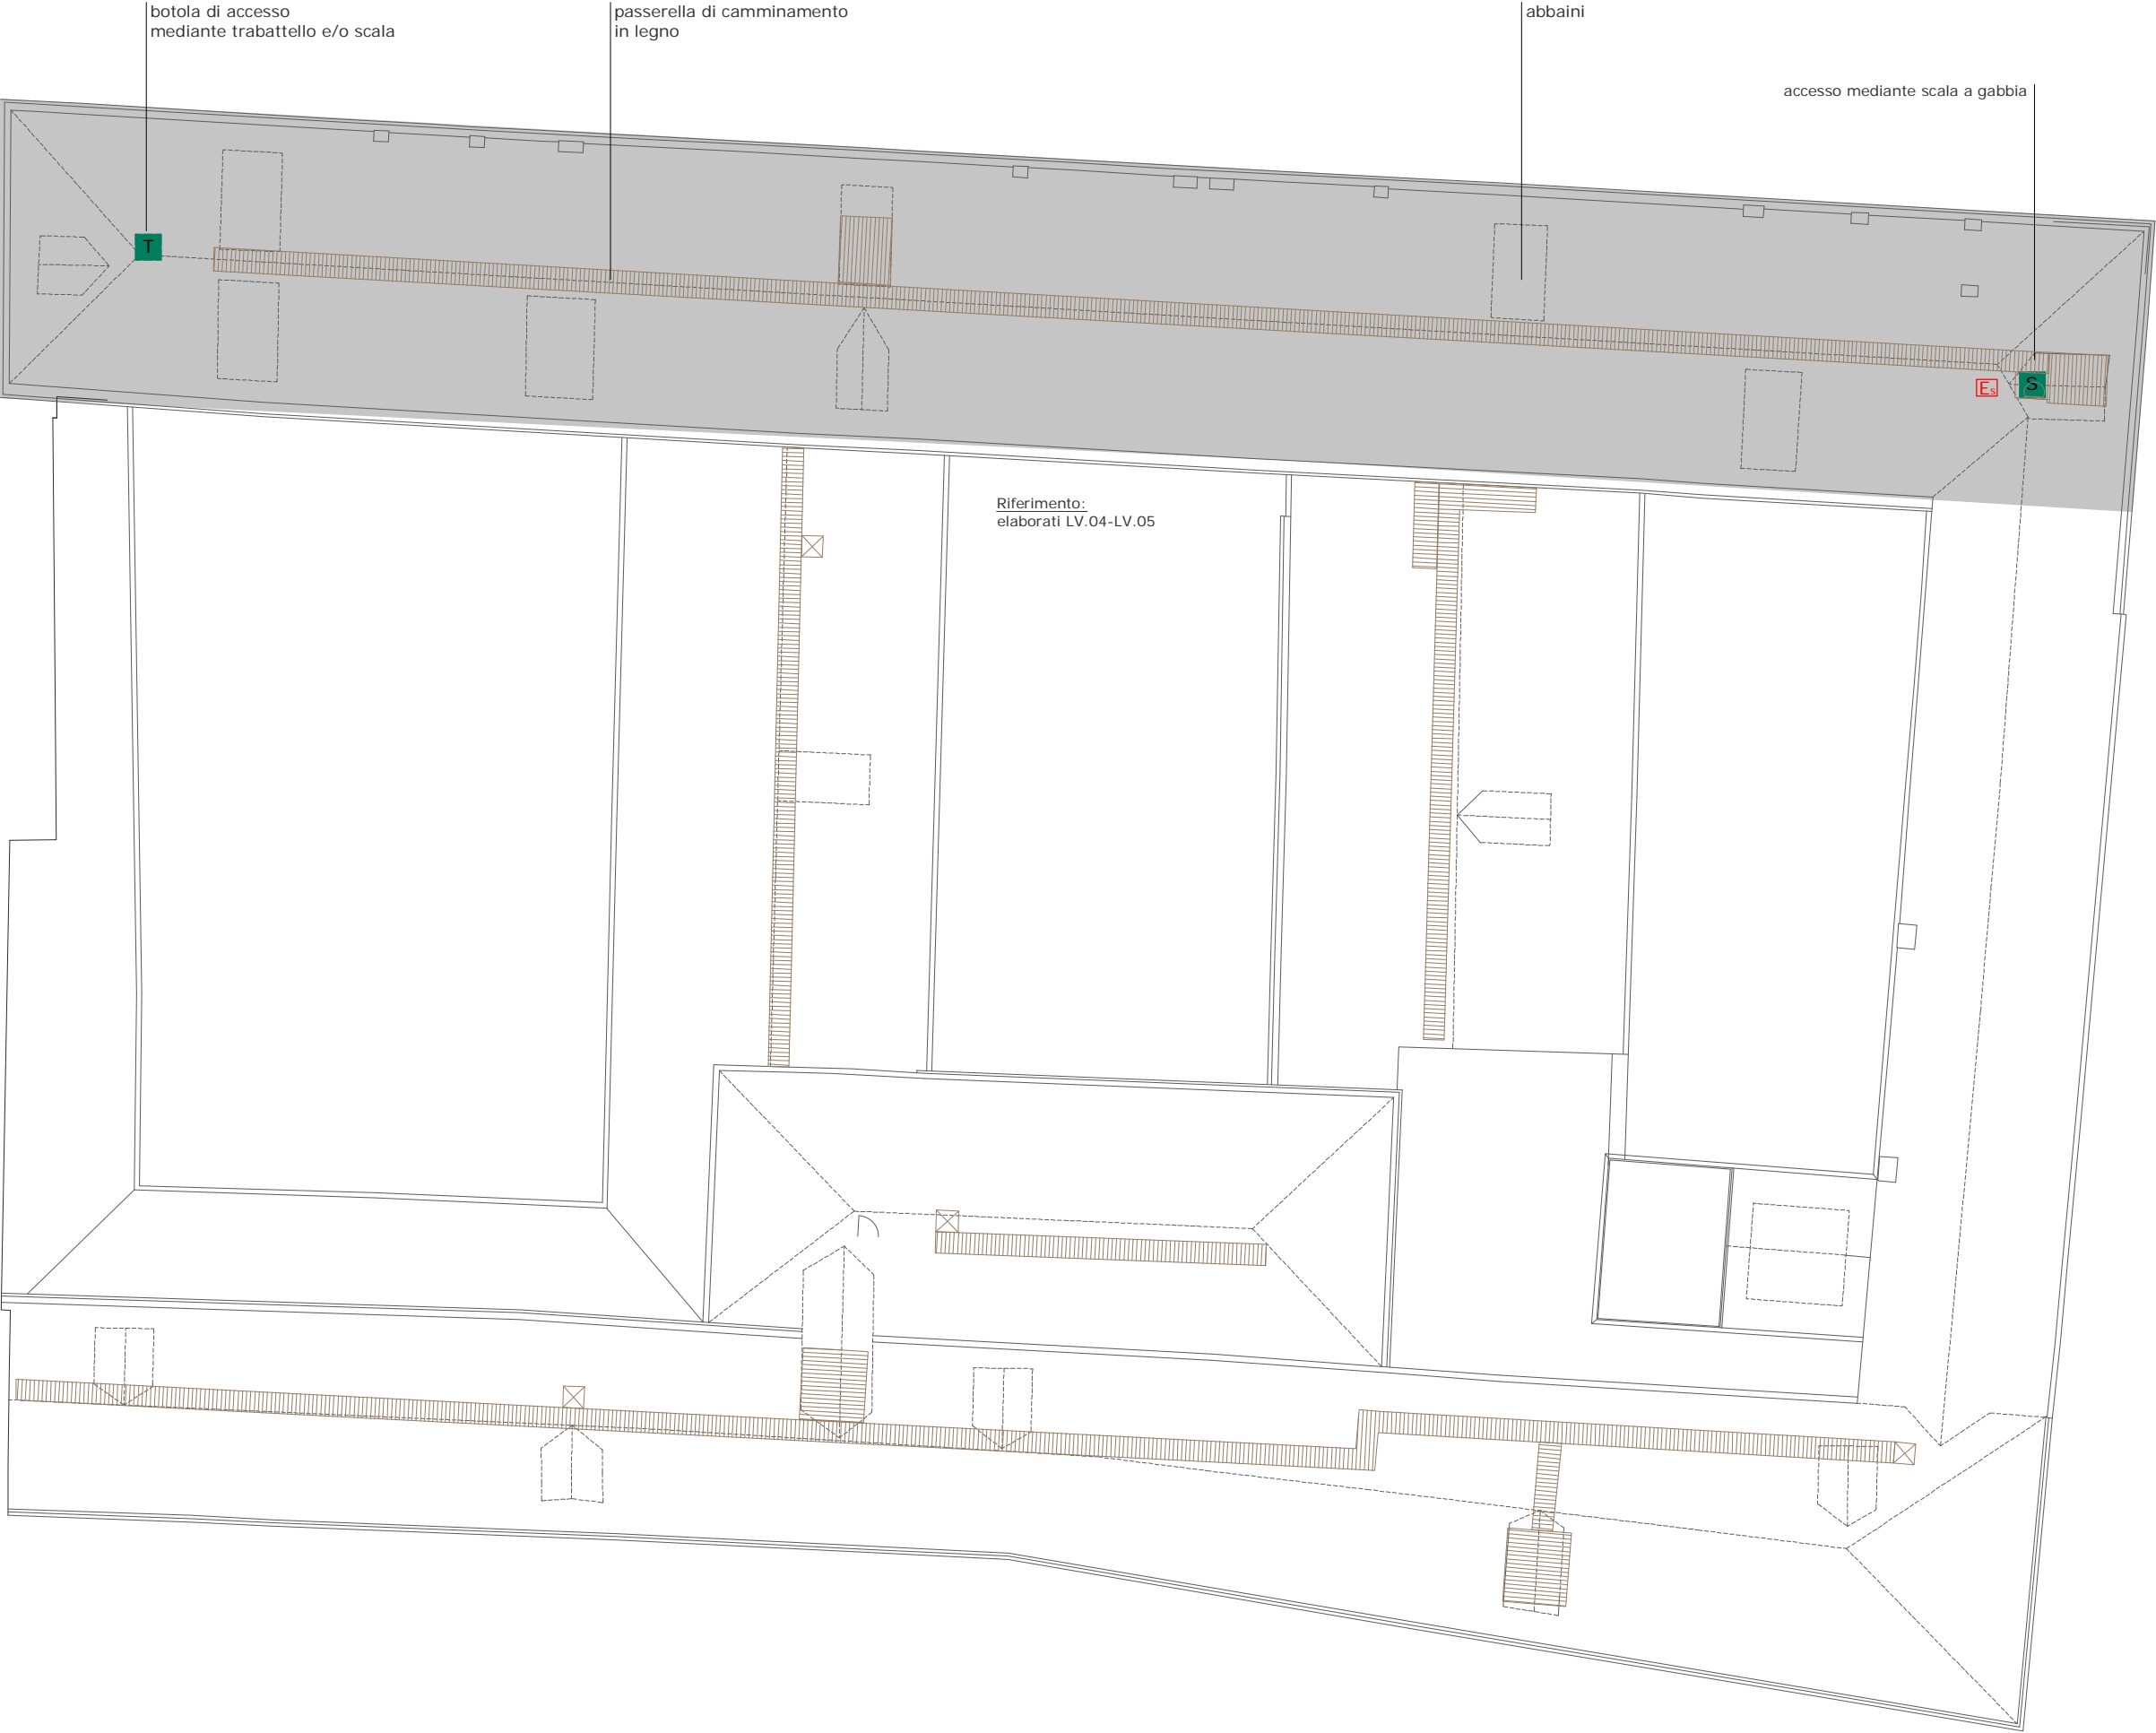 botola di accesso
mediante trabattello e/o scala
passerella di camminamento
in legno
abbaini
accesso mediante scala a gabbia
T
Es
S
Riferimento:
elaborati LV.04-LV.05